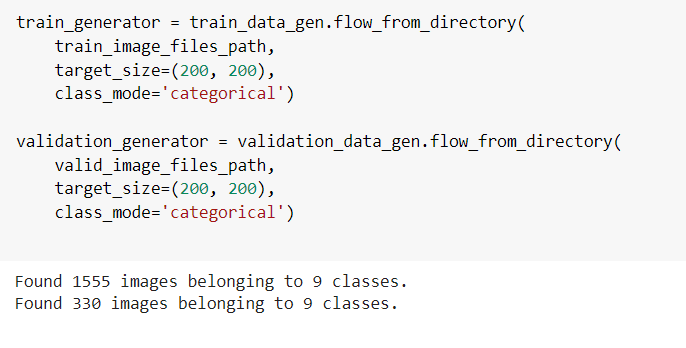 train_generator = train_data_gen.flow_from_directory(
    train_image_files_path,
    target_size=(200, 200),
    class_mode='categorical')

validation_generator = validation_data_gen.flow_from_directory(
    valid_image_files_path,
    target_size=(200, 200),
    class_mode='categorical')

Found 1555 images belonging to 9 classes.
Found 330 images belonging to 9 classes.